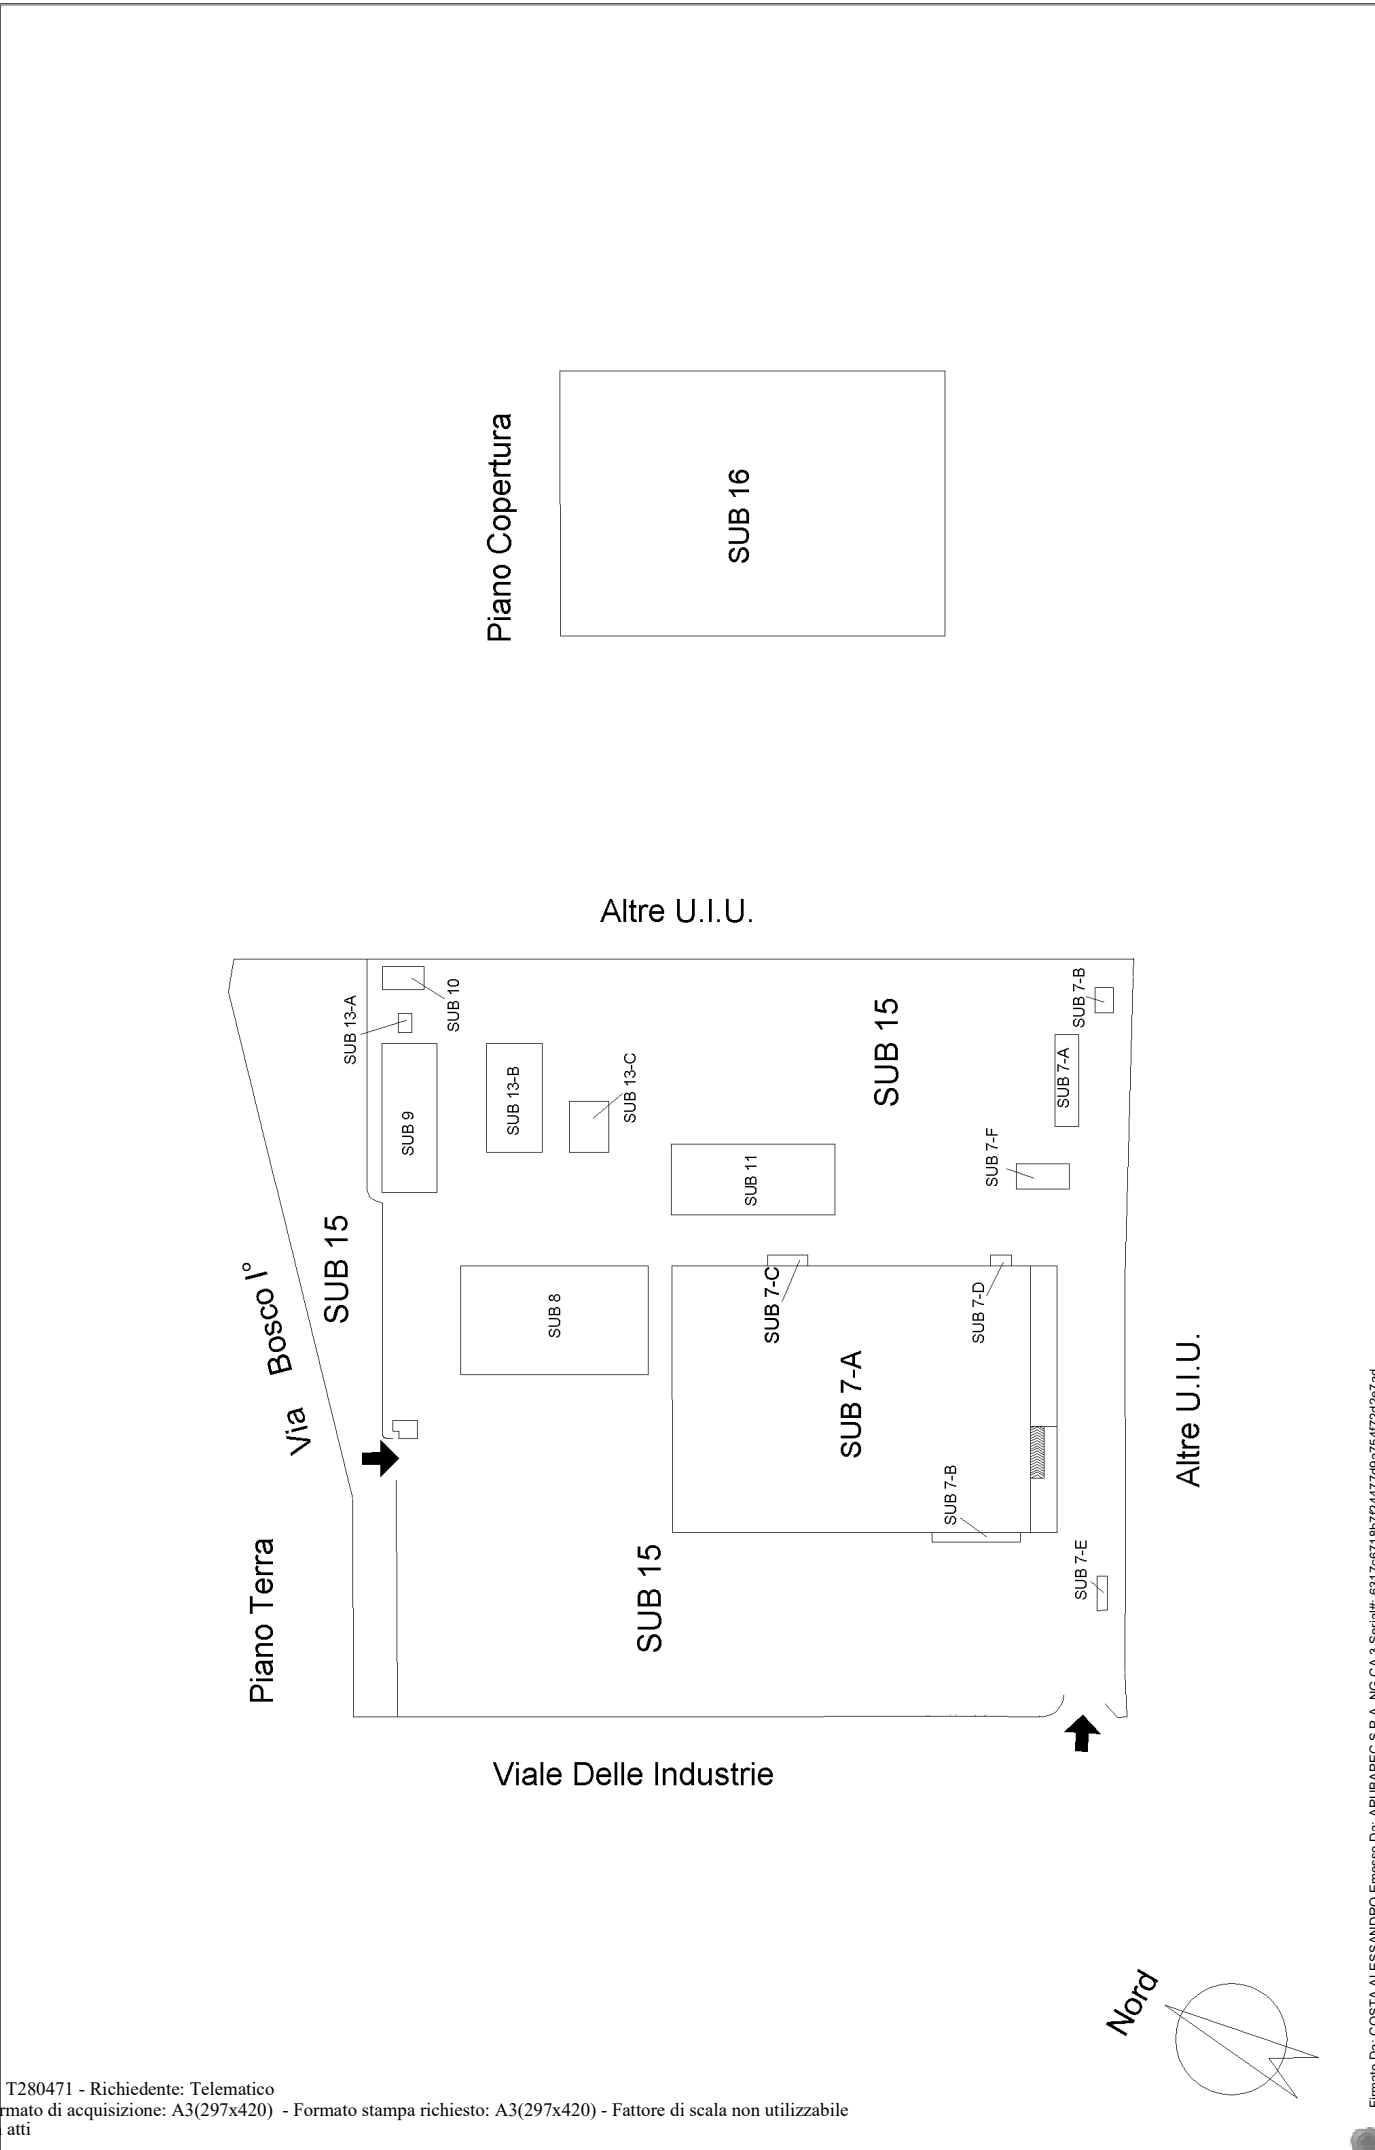 Piano Copertura
SUB 16
Altre U.I.U.
SUB 13-A
SUB 10
SUB 9
SUB 13-B
SUB 13-C
SUB 15
SUB 7-B
SUB 7-A
SUB 7-F
SUB 11
SUB 15
Via Bosco I°
SUB 8
SUB 7-C
SUB 7-D
SUB 7-A
SUB 7-B
Altre U.I.U.
SUB 15
SUB 7-E
Piano Terra
Viale Delle Industrie
Nord
T280471 - Richiedente: Telematico
rmato di acquisizione: A3(297x420) - Formato stampa richiesto: A3(297x420) - Fattore di scala non utilizzabile
atti